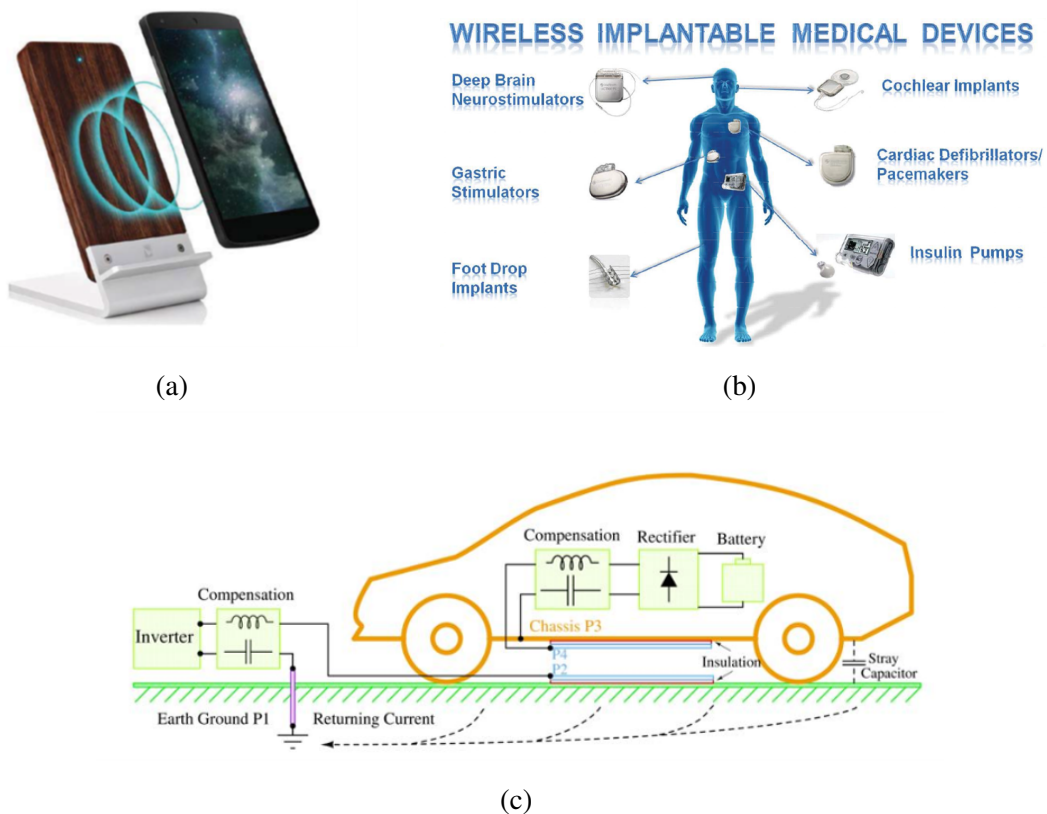 WIRELESS IMPLANTABLE MEDICAL DEVICES
Deep Brain
Neurostimulators
Cochlear Implants
Gastric
Stimulators
Cardiac Defibrillators/
Pacemakers
Foot Drop
Implants
Insulin Pumps
(a)
(b)
Compensation
Rectifier
Battery
Compensation
Inverter
Chassis P3
P4
P2
Insulation
Stray
Capacitor
Earth Ground P1
Returning Current
(c)